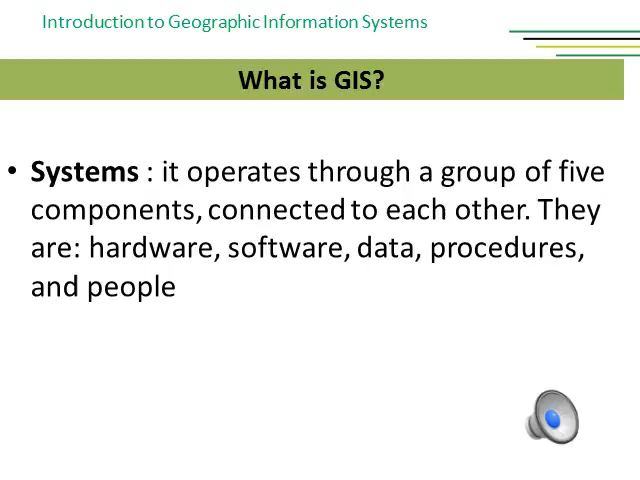 Introduction to Geographic Information Systems
What is GIS?
• Systems : it operates through a group of five
components, connected to each other. They
are: hardware, software, data, procedures,
and people